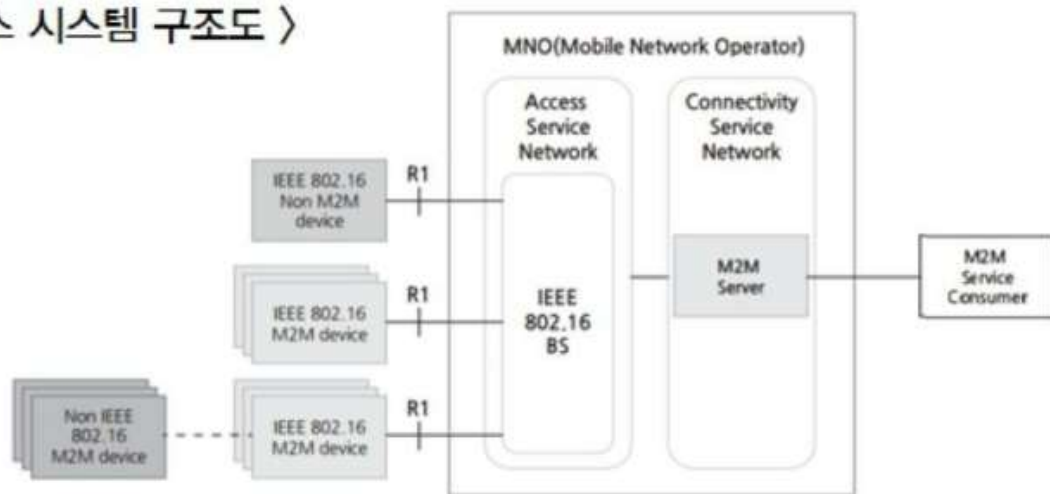 시스템 구조도 〉
MNO(Mobile Network Operator)
Access
Service
Network
Connectivity
Service
Network
IEEE 802.16
Non M2M
device
R1
IEEE 802.16
M2M device
R1
Non IEEE
802.16
M2M device
IEEE 802.16
M2M device
R1
IEEE
802.16
BS
M2M
Server
M2M
Service
Consumer